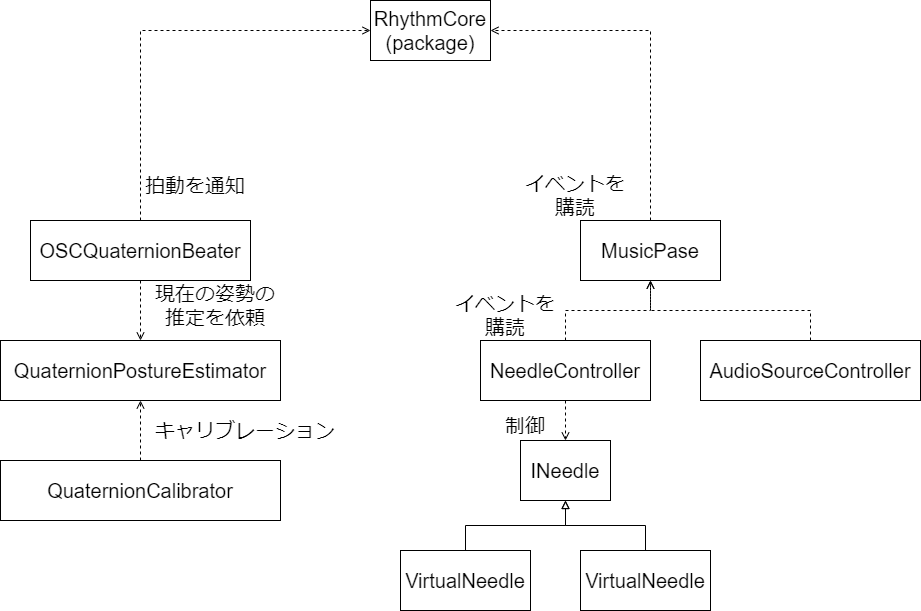 RhythmCore
(package)
拍動を通知
イベントを
購読
OSCQuaternionBeater
MusicPase
現在の姿勢の
推定を依頼
イベントを
購読
QuaternionPostureEstimator
NeedleController
AudioSourceController
キャリブレーション
制御
QuaternionCalibrator
INeedle
VirtualNeedle
VirtualNeedle